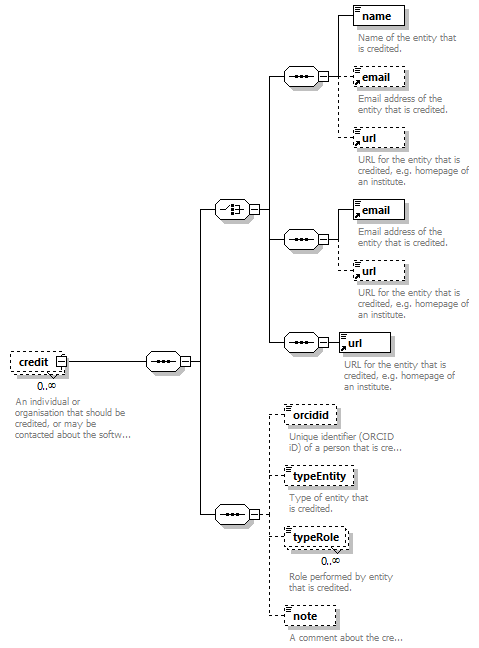 name
Name of the entity that
is credited.
email
Email address of the
entity that is credited.
url
URL for the entity that is
credited, e.g. homepage of
an institute.
email
Email address of the
entity that is credited.
url
URL for the entity that is
credited, e.g. homepage of
an institute.
url
URL for the entity that is
credited, e.g. homepage of
an institute.
credit
0..∞
An individual or
organisation that should be
credited, or may be
contacted about the softw...
orcidid
Unique identifier (ORCID
iD) of a person that is cre...
typeEntity
Type of entity that
is credited.
typeRole
0..∞
Role performed by entity
that is credited.
note
A comment about the cre...